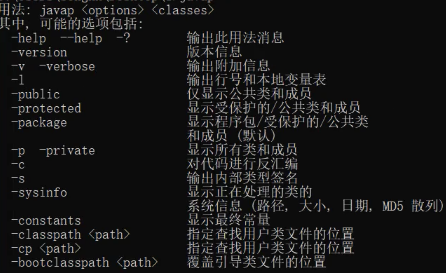 用法: javap <options> <classes>
其中, 可能的选项包括:
-help --help -? 输出此用法消息
-version 版本信息
-v -verbose 输出附加信息
-l 输出行号和本地变量表
-public 仅显示公共类和成员
-protected 显示受保护的/公共类和成员
-package 显示程序包/受保护的/公共类
和成员 (默认)
-p -private 显示所有类和成员
-c 对代码进行反汇编
-s 输出内部类型签名
-sysinfo 显示正在处理的类的
系统信息 (路径, 大小, 日期, MD5 散列)
-constants 显示最终常量
-classpath <path> 指定查找用户类文件的位置
-cp <path> 指定查找用户类文件的位置
-bootclasspath <path> 覆盖引导类文件的位置